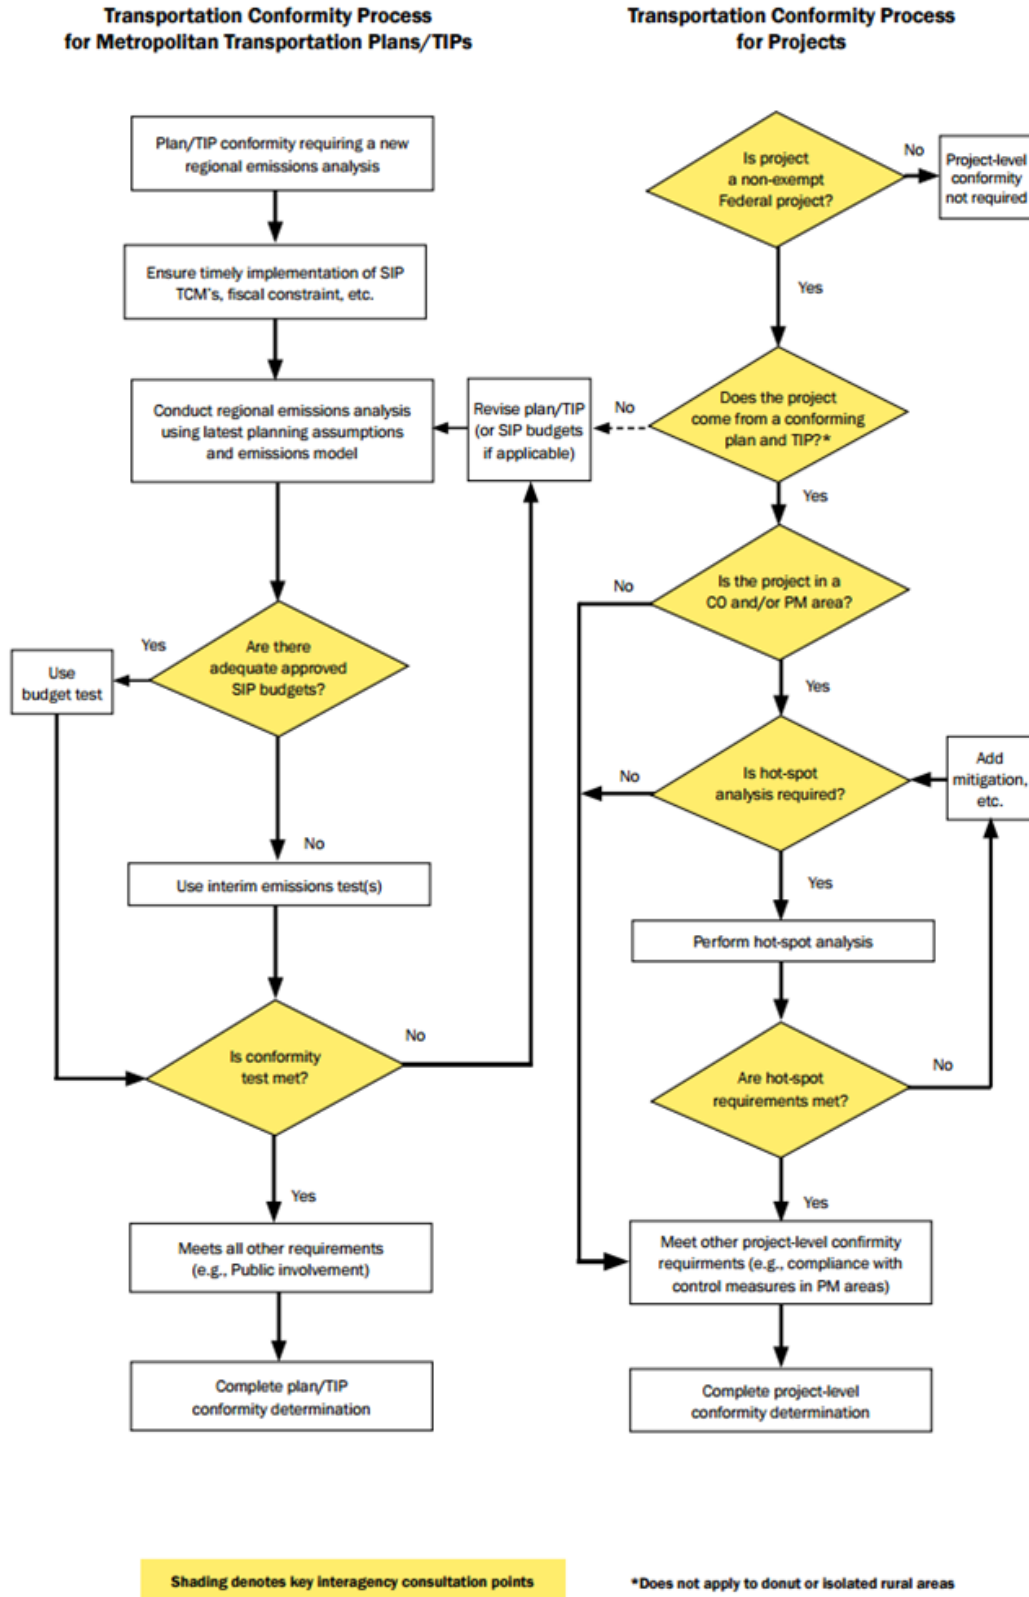 Transportation Conformity Process
for Metropolitan Transportation Plans/TIPs
Plan/TIP conformity requiring a new
regional emissions analysis
Ensure timely implementation of SIP
TCM's, fiscal constraint, etc.
Conduct regional emissions analysis
using latest planning assumptions
and emissions model
Revise plan/TIP
(or SIP budgets
if applicable)
Are there
adequate approved
SIP budgets?
Yes
Use
budget test
No
Use interim emissions test(s)
Is conformity
test met?
No
Yes
Meets all other requirements
(e.g., Public involvement)
Complete plan/TIP
conformity determination
Transportation Conformity Process
for Projects
Is project
a non-exempt
Federal project?
No
Project-level
conformity
not required
Yes
Does the project
come from a conforming
plan and TIP?*
No
Yes
Is the project in a
CO and/or PM area?
No
Yes
Is hot-spot
analysis required?
No
Add
mitigation,
etc.
Yes
Perform hot-spot analysis
Are hot-spot
requirements met?
No
Yes
Meet other project-level confirmity
requirments (e.g., compliance with
control measures in PM areas)
Complete project-level
conformity determination
Shading denotes key interagency consultation points
*Does not apply to donut or isolated rural areas